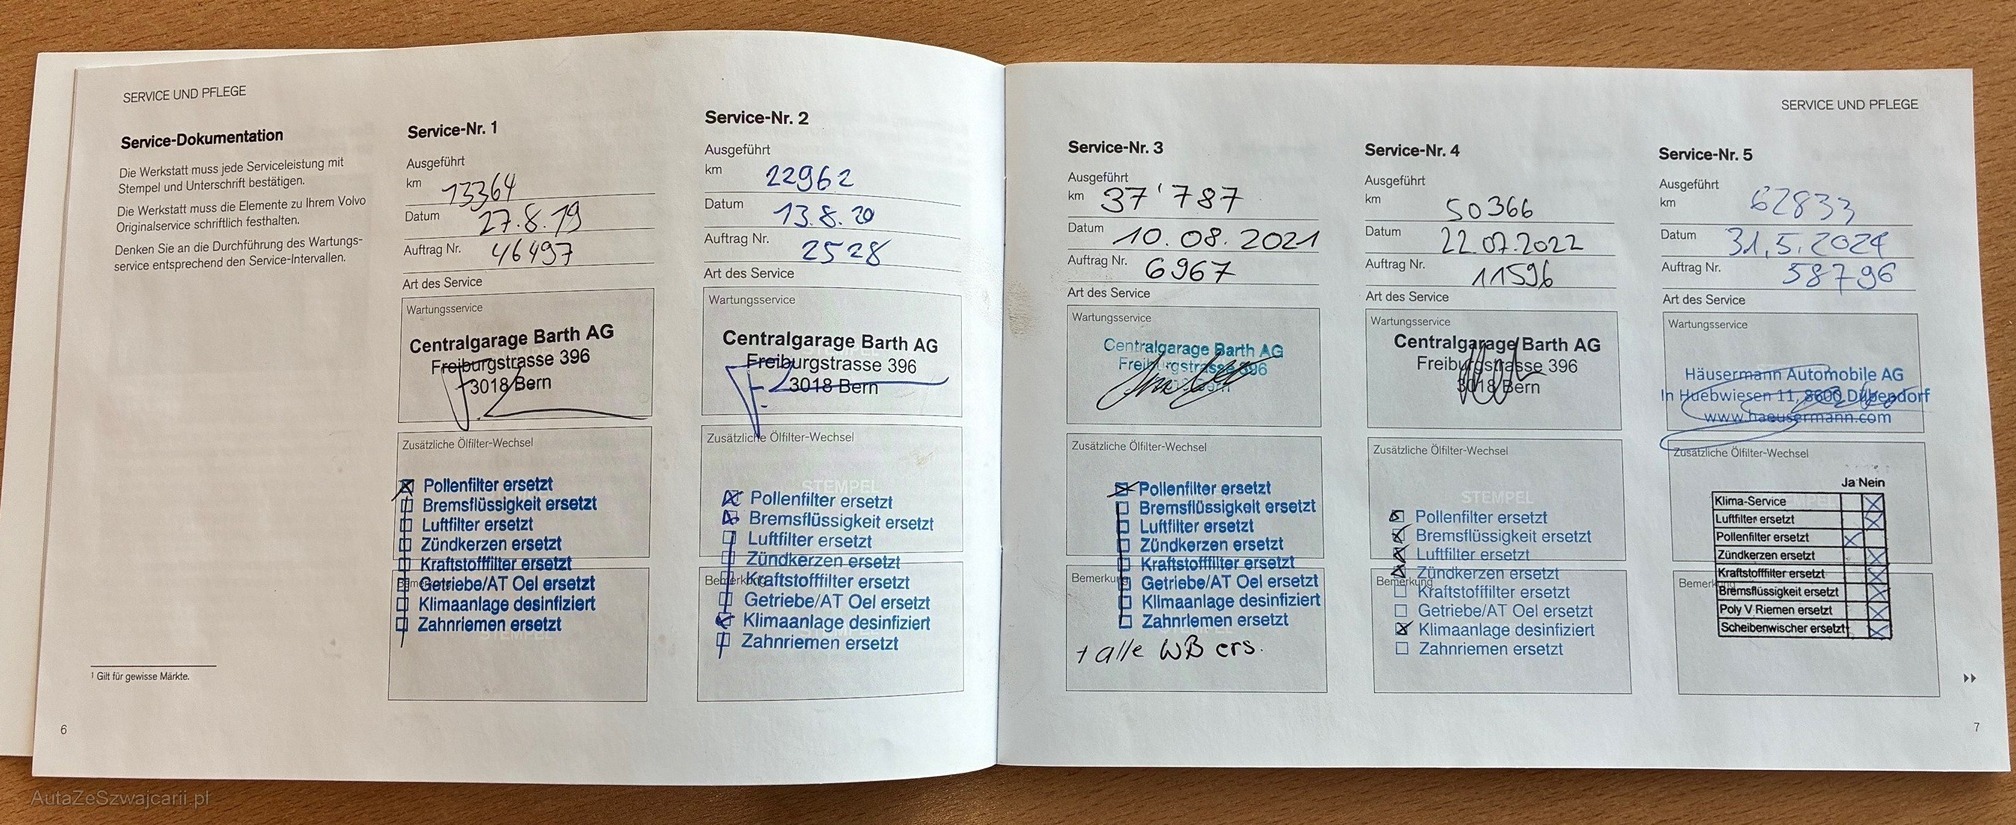 SERVICE UND PFLEGE
Service-Dokumentation
Die Werkstatt muss jede Serviceleistung mit
Stempel und Unterschrift bestätigen.
Die Werkstatt muss die Elemente zu Ihrem Volvo
Originalservice schriftlich festhalten.
Denken Sie an die Durchführung des Wartungs-
service entsprechend den Service-Intervallen.
¹ Gilt für gewisse Märkte.
6
Service-Nr. 1
Ausgeführt
km 13364
Datum 27.8.19
Auftrag Nr. 46497
Art des Service
Wartungsservice
Centralgarage Barth AG
Freiburgstrasse 396
3018 Bern
Zusätzliche Ölfilter-Wechsel
Pollenfilter ersetzt
Bremsflüssigkeit ersetzt
Luftfilter ersetzt
Zündkerzen ersetzt
Kraftstofffilter ersetzt
Getriebe/AT Oel ersetzt
Klimaanlage desinfiziert
Zahnriemen ersetzt
STEMPEL
Service-Nr. 2
Ausgeführt
km 22962
Datum 13.8.20
Auftrag Nr. 2528
Art des Service
Wartungsservice
Centralgarage Barth AG
Freiburgstrasse 396
3018 Bern
Zusätzliche Ölfilter-Wechsel
STEMPEL
Pollenfilter ersetzt
Bremsflüssigkeit ersetzt
Luftfilter ersetzt
Zündkerzen ersetzt
Bemerkung
Kraftstofffilter ersetzt
Getriebe/AT Oel ersetzt
Klimaanlage desinfiziert
Zahnriemen ersetzt
SERVICE UND PFLEGE
Service-Nr. 3
Ausgeführt
km 37'787
Datum 10.08.2021
Auftrag Nr. 6967
Art des Service
Wartungsservice
Centralgarage Barth AG
Freiburgstrasse 396
3018 Bern
Zusätzliche Ölfilter-Wechsel
Pollenfilter ersetzt
Bremsflüssigkeit ersetzt
Luftfilter ersetzt
Zündkerzen ersetzt
Kraftstofffilter ersetzt
Bemerkung
Getriebe/AT Oel ersetzt
Klimaanlage desinfiziert
Zahnriemen ersetzt
+ alle WB ers.
Service-Nr. 4
Ausgeführt
km 50366
Datum 22.07.2022
Auftrag Nr. 11596
Art des Service
Wartungsservice
Centralgarage Barth AG
Freiburgstrasse 396
3018 Bern
Zusätzliche Ölfilter-Wechsel
STEMPEL
Pollenfilter ersetzt
Bremsflüssigkeit ersetzt
Luftfilter ersetzt
Zündkerzen ersetzt
Bemerkung
Kraftstofffilter ersetzt
Getriebe/AT Oel ersetzt
Klimaanlage desinfiziert
Zahnriemen ersetzt
Service-Nr. 5
Ausgeführt
km 62833
Datum 31.5.2024
Auftrag Nr. 58796
Art des Service
Wartungsservice
Häusermann Automobile AG
In Huebwiesen 11, 8600 Dübendorf
www.haeusermann.com
Zusätzliche Ölfilter-Wechsel
Ja Nein
Klima-Service
Luftfilter ersetzt
Pollenfilter ersetzt
Zündkerzen ersetzt
Kraftstofffilter ersetzt
Bemerkung
Bremsflüssigkeit ersetzt
Poly V Riemen ersetzt
Scheibenwischer ersetzt
7
AutaZeSzwajcarii.pl